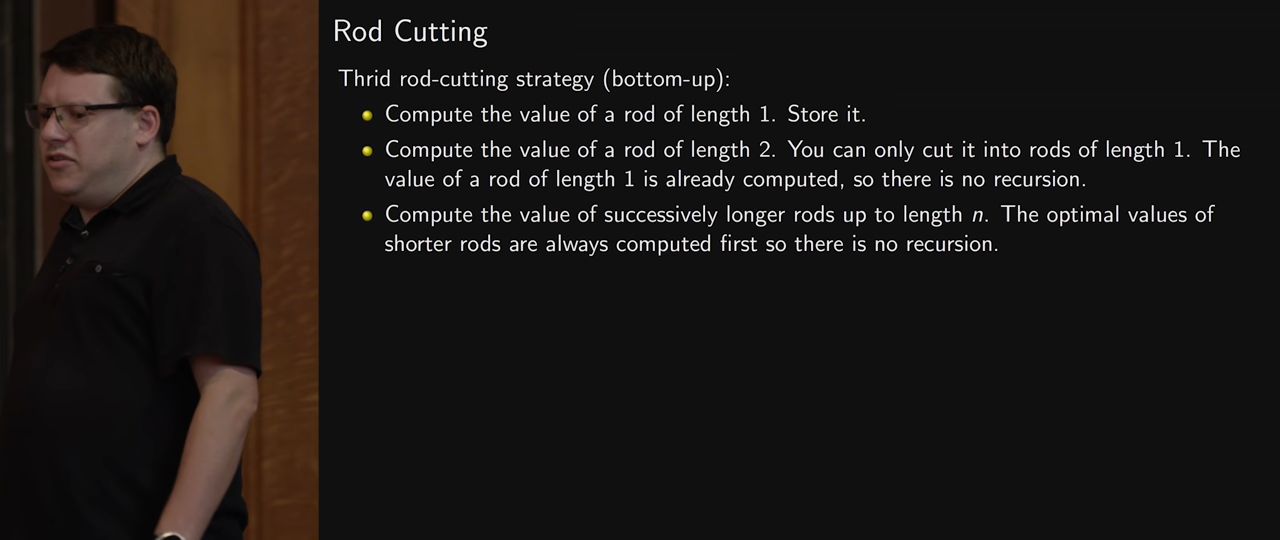 Rod Cutting
Thrid rod-cutting strategy (bottom-up):
Compute the value of a rod of length 1. Store it.
Compute the value of a rod of length 2. You can only cut it into rods of length 1. The
value of a rod of length 1 is already computed, so there is no recursion.
Compute the value of successively longer rods up to length n. The optimal values of
shorter rods are always computed first so there is no recursion.